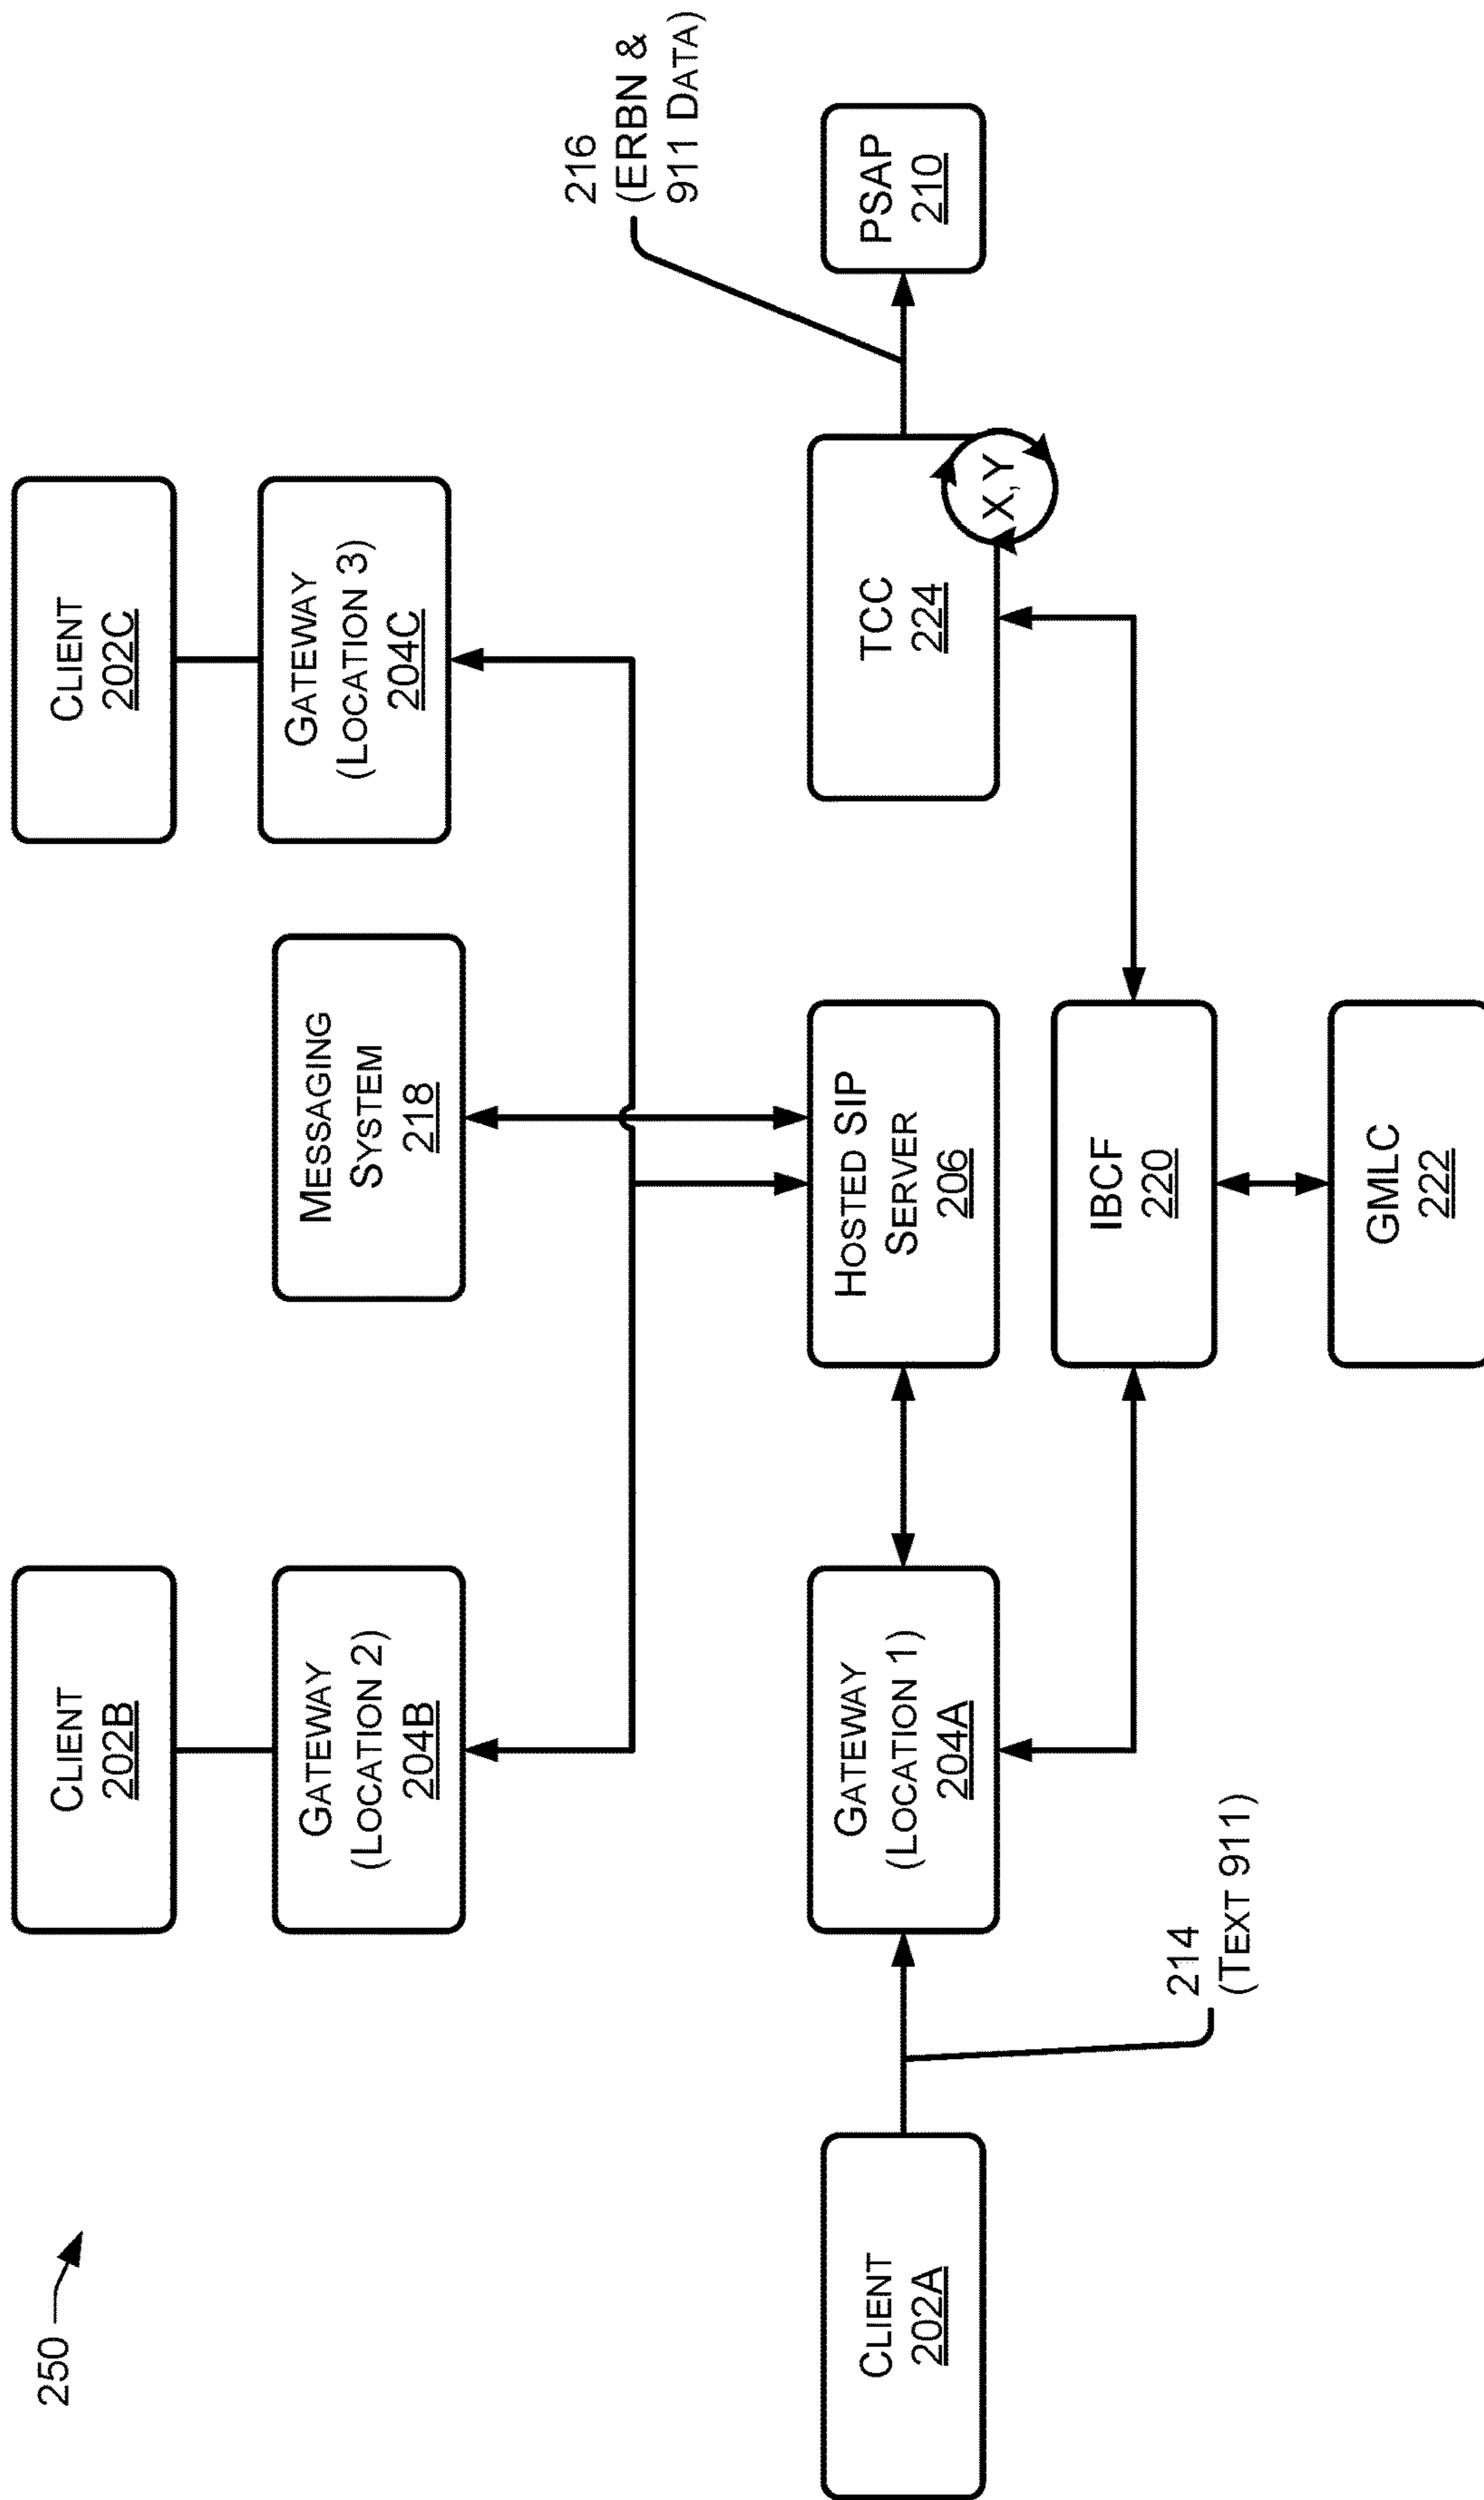 250
CLIENT
202B
CLIENT
202C
GATEWAY
(LOCATION 2)
204B
MESSAGING
SYSTEM
218
GATEWAY
(LOCATION 3)
204C
216
(ERBN &
911 DATA)
CLIENT
202A
GATEWAY
(LOCATION 1)
204A
HOSTED SIP
SERVER
206
TCC
224
X,Y
PSAP
210
214
(TEXT 911)
IBCF
220
GMLC
222